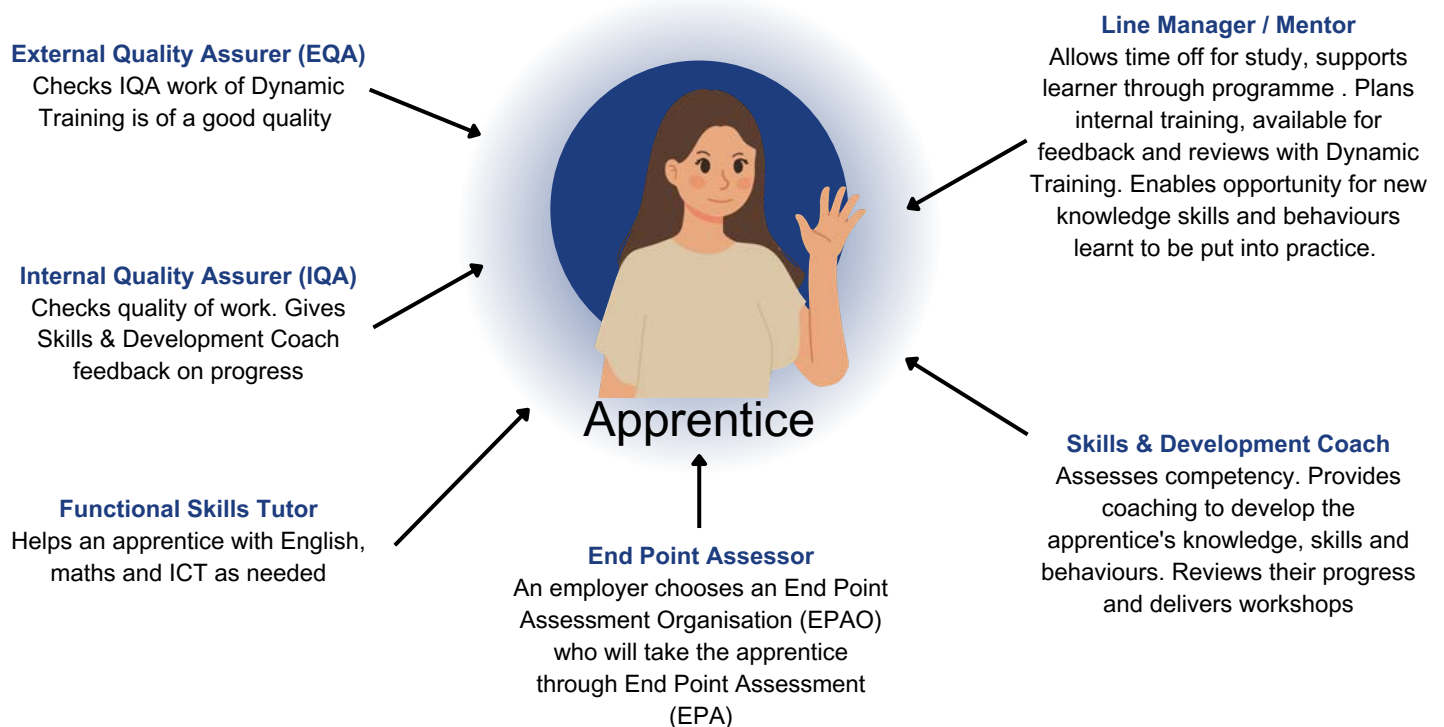 External Quality Assurer (EQA)
Checks IQA work of Dynamic
Training is of a good quality
Internal Quality Assurer (IQA)
Checks quality of work. Gives
Skills & Development Coach
feedback on progress
Functional Skills Tutor
Helps an apprentice with English,
maths and ICT as needed
Apprentice
End Point Assessor
An employer chooses an End Point
Assessment Organisation (EPAO)
who will take the apprentice
through End Point Assessment
(EPA)
Line Manager / Mentor
Allows time off for study, supports
learner through programme . Plans
internal training, available for
feedback and reviews with Dynamic
Training. Enables opportunity for new
knowledge skills and behaviours
learnt to be put into practice.
Skills & Development Coach
Assesses competency. Provides
coaching to develop the
apprentice's knowledge, skills and
behaviours. Reviews their progress
and delivers workshops